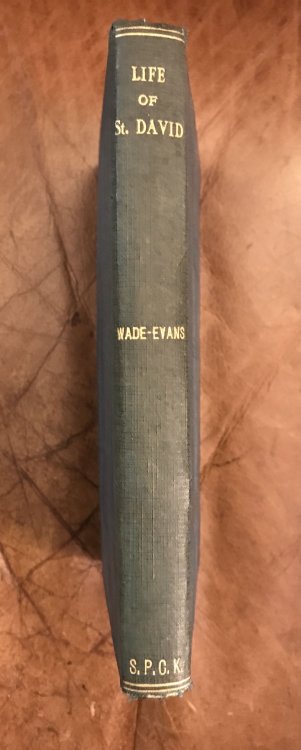 LIFE
OF
St. DAVID
WADE-EVANS
S.P.C.K.